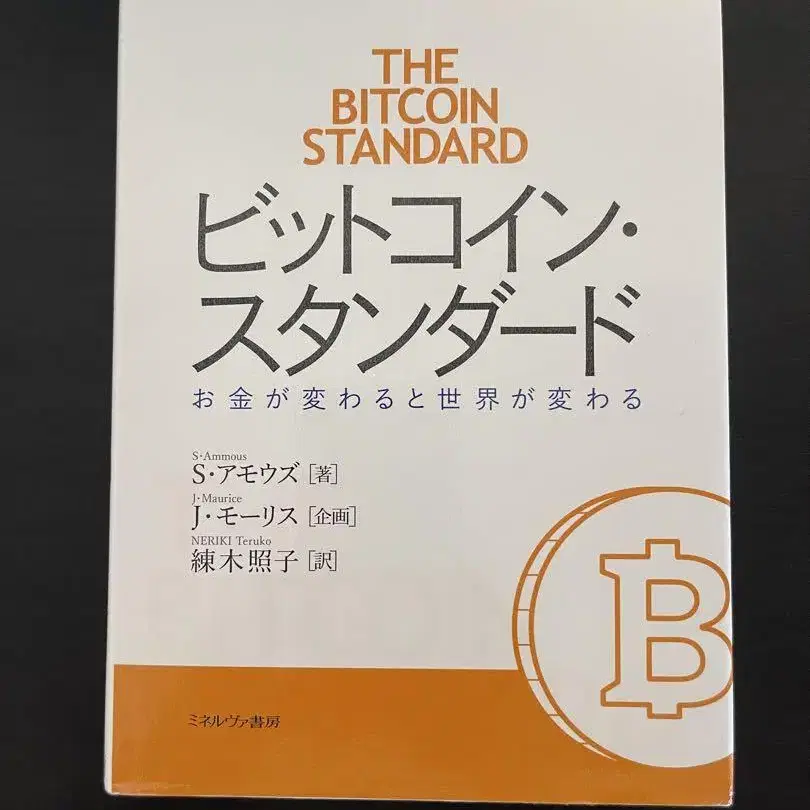 THE
BITCOIN
STANDARD
ビットコイン・
スタンダード
お金が変わると世界が変わる
S・Ammous
S・アモウズ［著］
J・Maurice
J・モーリス［企画］
NERIKI Teruko
練木照子［訳］
ミネルヴァ書房